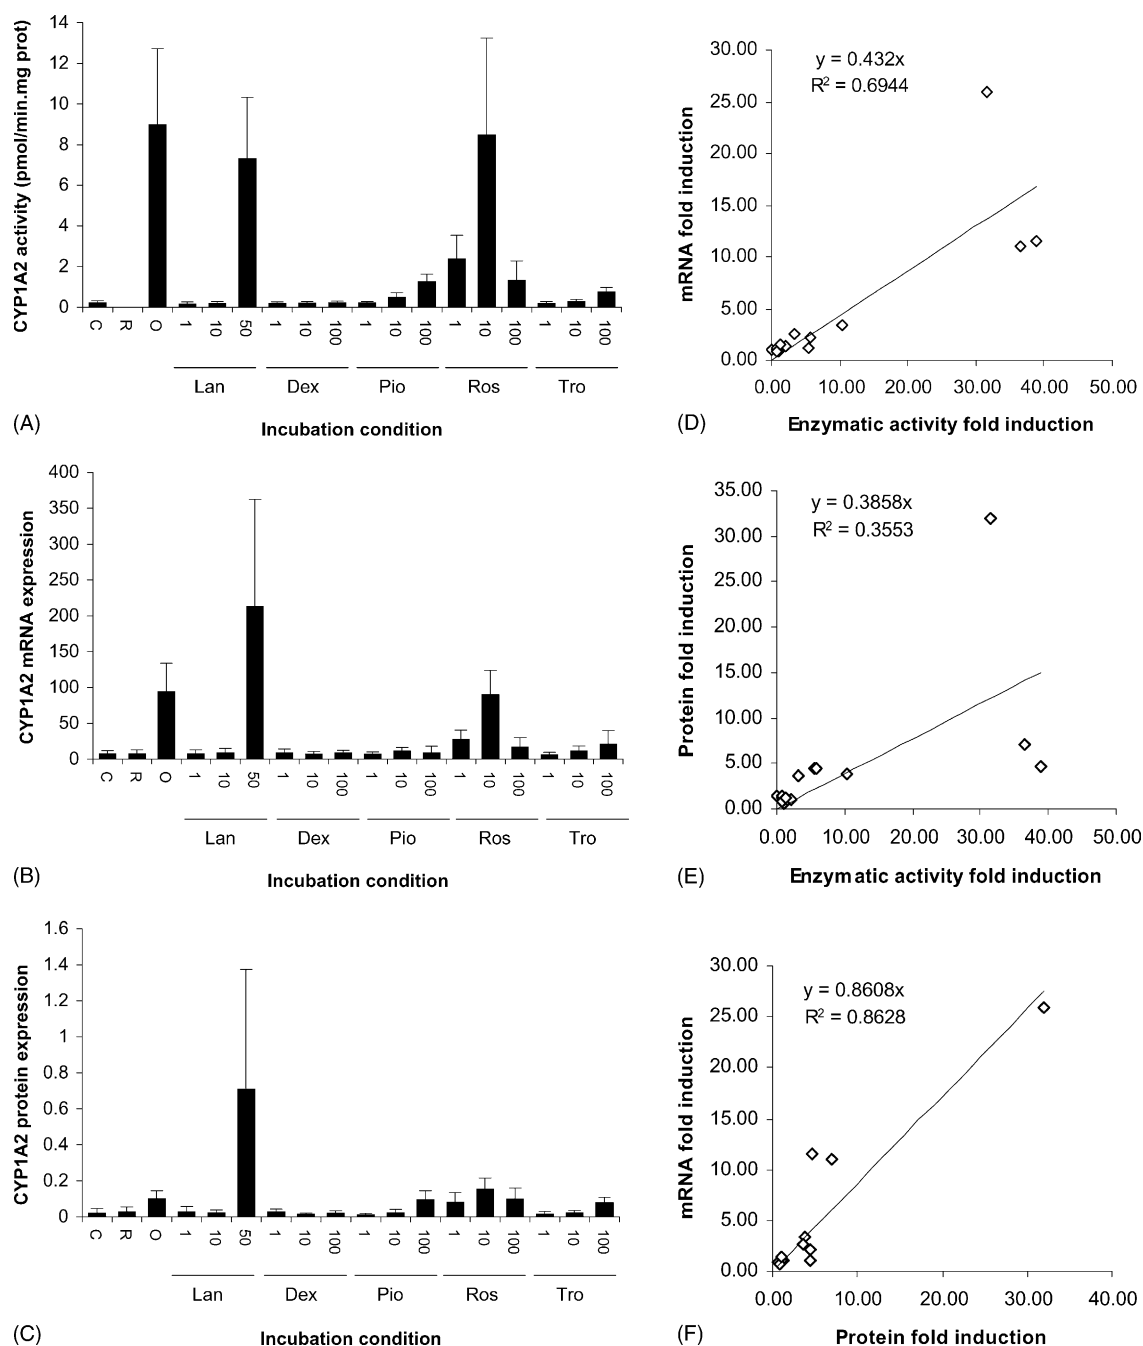 CYP1A2 activity (pmol/min.mg prot)
14
12
10
8
6
4
2
0
C R O 1 10 50 1 10 100 1 10 100 1 10 100 1 10 100
Lan Dex Pio Ros Tro
(A)
Incubation condition
mRNA fold induction
30.00
25.00
20.00
15.00
10.00
5.00
0.00
y = 0.432x
R² = 0.6944
0.00 10.00 20.00 30.00 40.00 50.00
(D)
Enzymatic activity fold induction
CYP1A2 mRNA expression
400
350
300
250
200
150
100
50
0
C R O 1 10 50 1 10 100 1 10 100 1 10 100 1 10 100
Lan Dex Pio Ros Tro
(B)
Incubation condition
Protein fold induction
35.00
30.00
25.00
20.00
15.00
10.00
5.00
0.00
y = 0.3858x
R² = 0.3553
0.00 10.00 20.00 30.00 40.00 50.00
(E)
Enzymatic activity fold induction
CYP1A2 protein expression
1.6
1.4
1.2
1
0.8
0.6
0.4
0.2
0
C R O 1 10 50 1 10 100 1 10 100 1 10 100 1 10 100
Lan Dex Pio Ros Tro
(C)
Incubation condition
mRNA fold induction
30.00
25.00
20.00
15.00
10.00
5.00
0.00
y = 0.8608x
R² = 0.8628
0.00 10.00 20.00 30.00 40.00
(F)
Protein fold induction